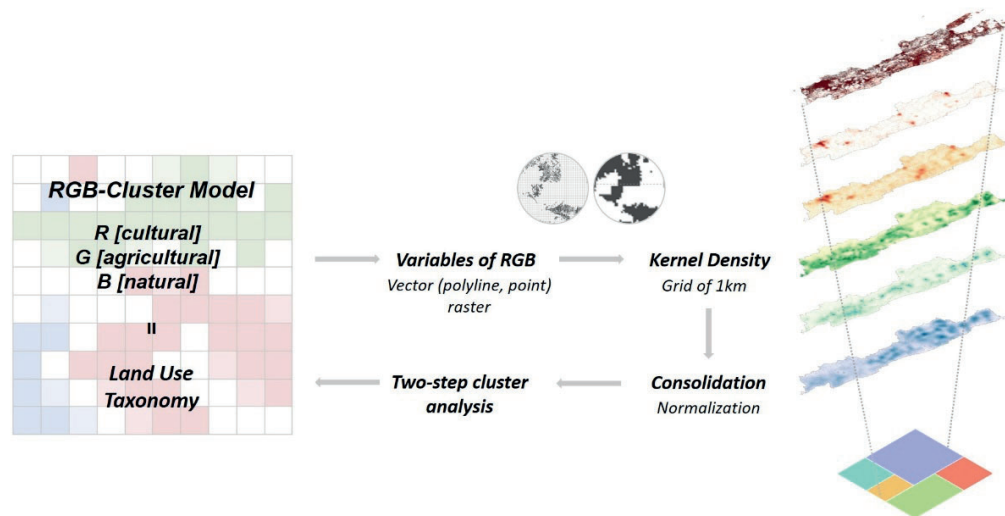 RGB-Cluster Model
R [cultural]
G [agricultural]
B [natural]
=
Land Use
Taxonomy
Variables of RGB
Vector (polyline, point)
raster
Kernel Density
Grid of 1km
Two-step cluster
analysis
Consolidation
Normalization